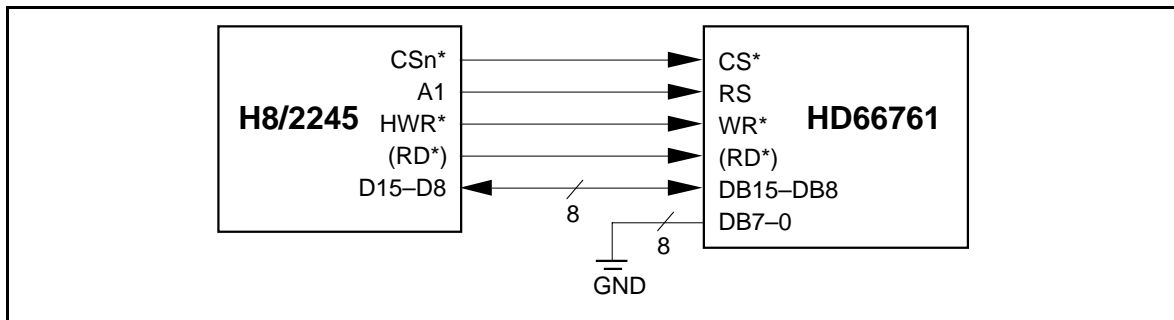 CSn*
A1
H8/2245
HWR*
(RD*)
D15–D8
8
CS*
RS
WR*
HD66761
(RD*)
DB15–DB8
DB7–0
8
GND